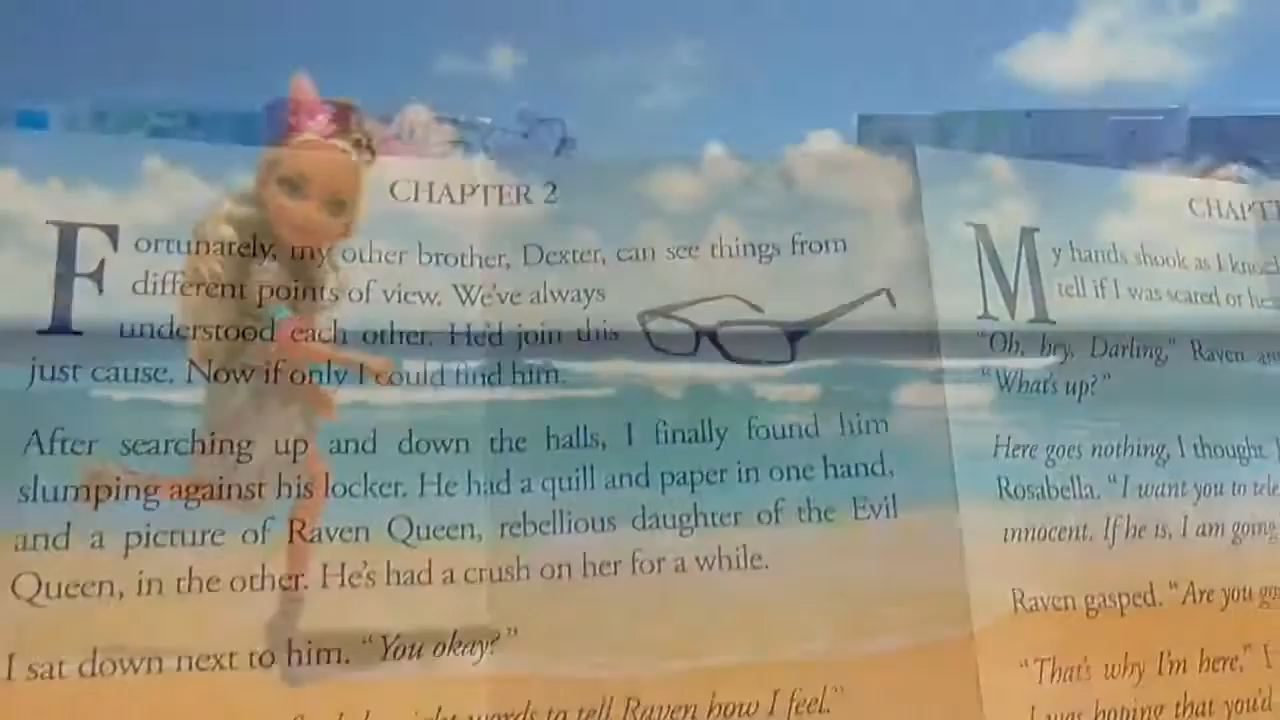 CHAPTER 2
Fortunately, my other brother, Dexter, can see things from
different points of view. We've always
understood each other. He'd join this
just cause. Now if only I could find him.
After searching up and down the halls, I finally found him
slumping against his locker. He had a quill and paper in one hand,
and a picture of Raven Queen, rebellious daughter of the Evil
Queen, in the other. He's had a crush on her for a while.
I sat down next to him. "You okay?"
words to tell Raven how I feel."
My hands shook as I
tell if I was scared or
"Oh, hey, Darling," Raven
"What's up?"
Here goes nothing, I thought.
Rosabella. "I want you to
innocent. If he is, I am going
Raven gasped. "Are you
"That's why I'm here," I
I was hoping that you'd